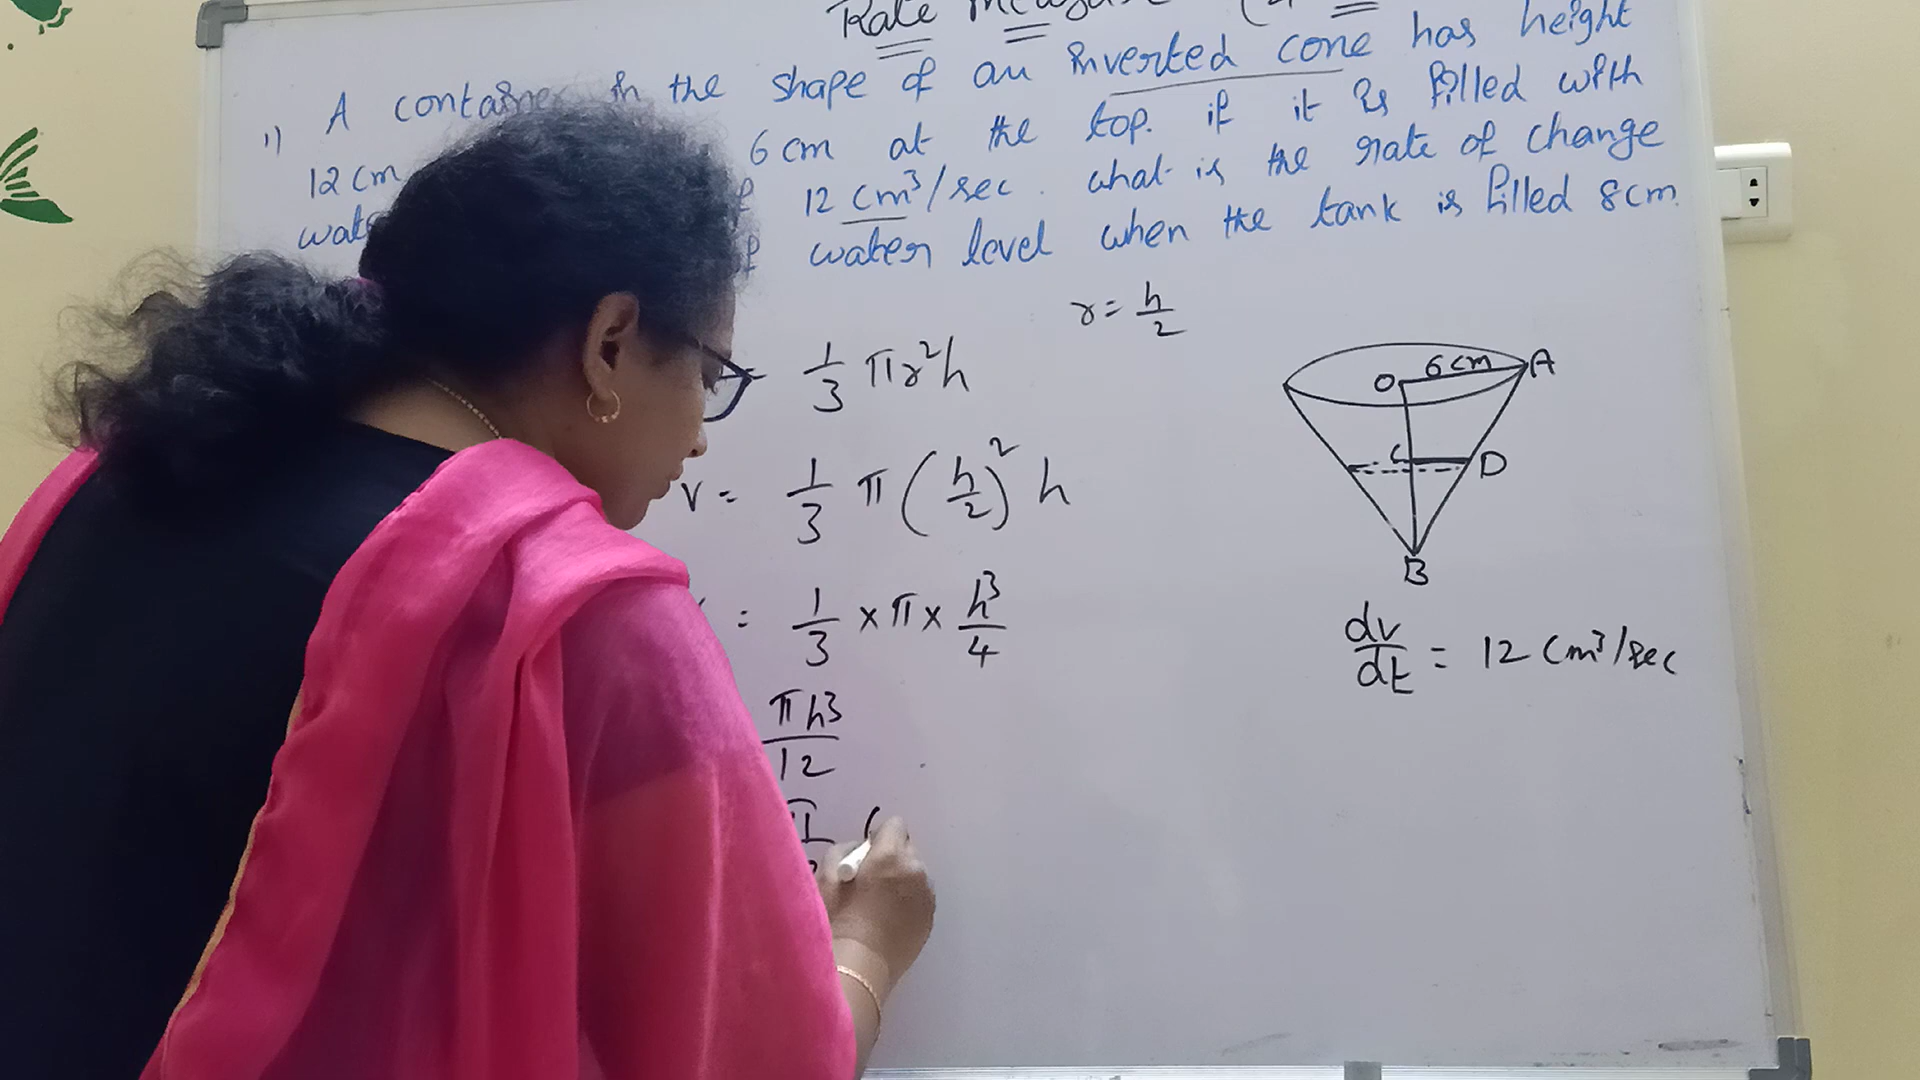 Rate Measure
1) A container in the shape of an inverted cone has height
12 cm 6 cm at the top. if it is filled with
12 cm³/sec. what is the rate of change
water level when the tank is filled 8cm.
r = h/2
= 1/3 πr²h
V = 1/3 π (h/2)² h
= 1/3 × π × h³/4
πh³/12
π (
O 6cm A
C D
B
dv/dt = 12 cm³/sec